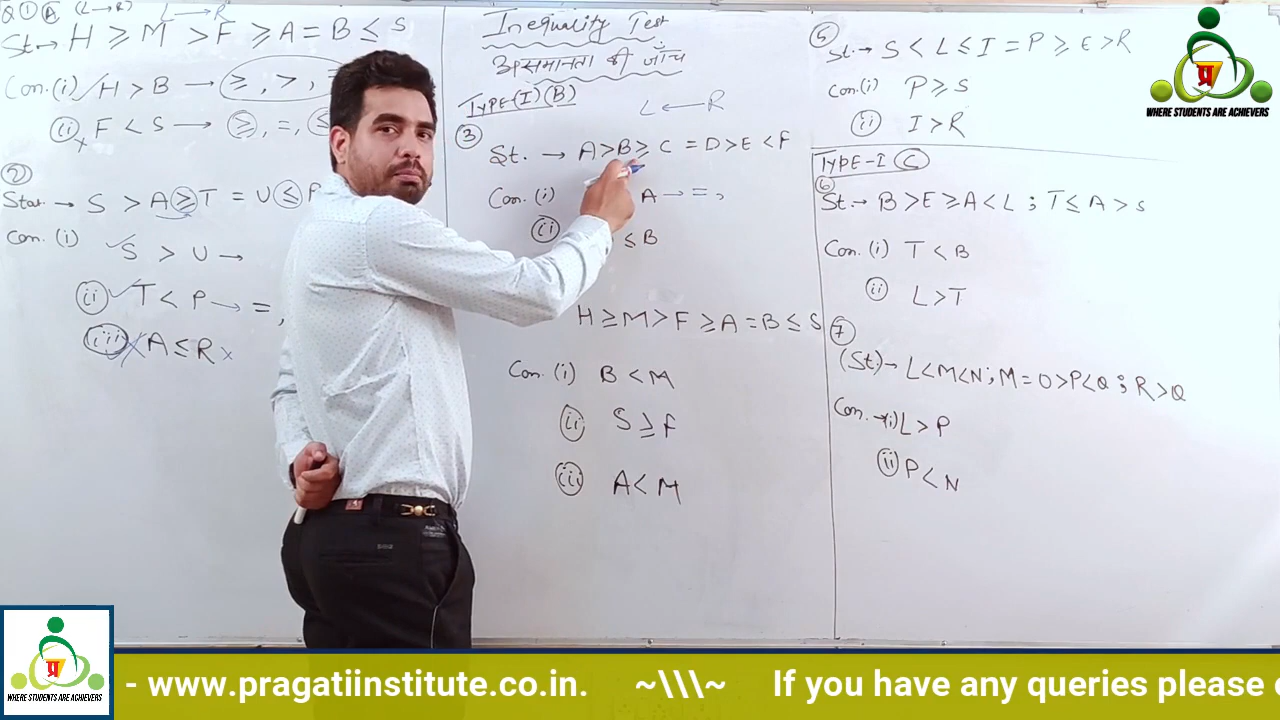 Q ① Ⓐ (L→R) L → R
St → H ≥ M > F ≥ A = B ≤ S
Con. (i) ✓ H > B → ≥, >, =
(ii) x F < S → ≥, =, ≤
②
Stat → S > A ≥ T = U ≤ P
Con. (i)
✓ S > U →
(ii) ✓ T < P → =,
(iii) x A ≤ R x
Inequality Test
असमानता की जाँच
TYPE-(I)(B)
L ← R
③
St. → A > B ≥ C = D > E < F
Con. (i) A → =,
(ii) ≤ B
H ≥ M > F ≥ A = B ≤ S
Con. (i) B < M
(ii) S ≥ F
(iii) A < M
⑤
St. → S < L ≤ I = P ≥ E > R
Con. (i) P ≥ S
(ii) I > R
TYPE-I Ⓒ
⑥
St. → B > E ≥ A < L ; T ≤ A > S
Con. (i) T < B
(ii) L > T
⑦
(St.) → L < M < N ; M = O > P < Q ; R > Q
Con. → (i) L > P
(ii) P < N
प्र
WHERE STUDENTS ARE ACHIEVERS
प्र
WHERE STUDENTS ARE ACHIEVERS
- www.pragatiinstitute.co.in. ~\\\~ If you have any queries please